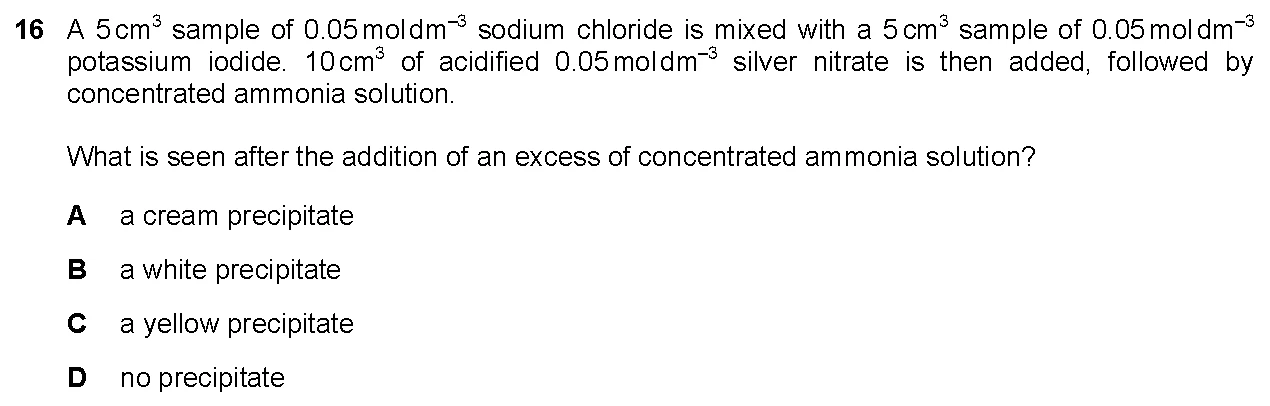 16 A 5 cm³ sample of 0.05 mol dm⁻³ sodium chloride is mixed with a 5 cm³ sample of 0.05 mol dm⁻³
potassium iodide. 10 cm³ of acidified 0.05 mol dm⁻³ silver nitrate is then added, followed by
concentrated ammonia solution.
What is seen after the addition of an excess of concentrated ammonia solution?
A a cream precipitate
B a white precipitate
C a yellow precipitate
D no precipitate